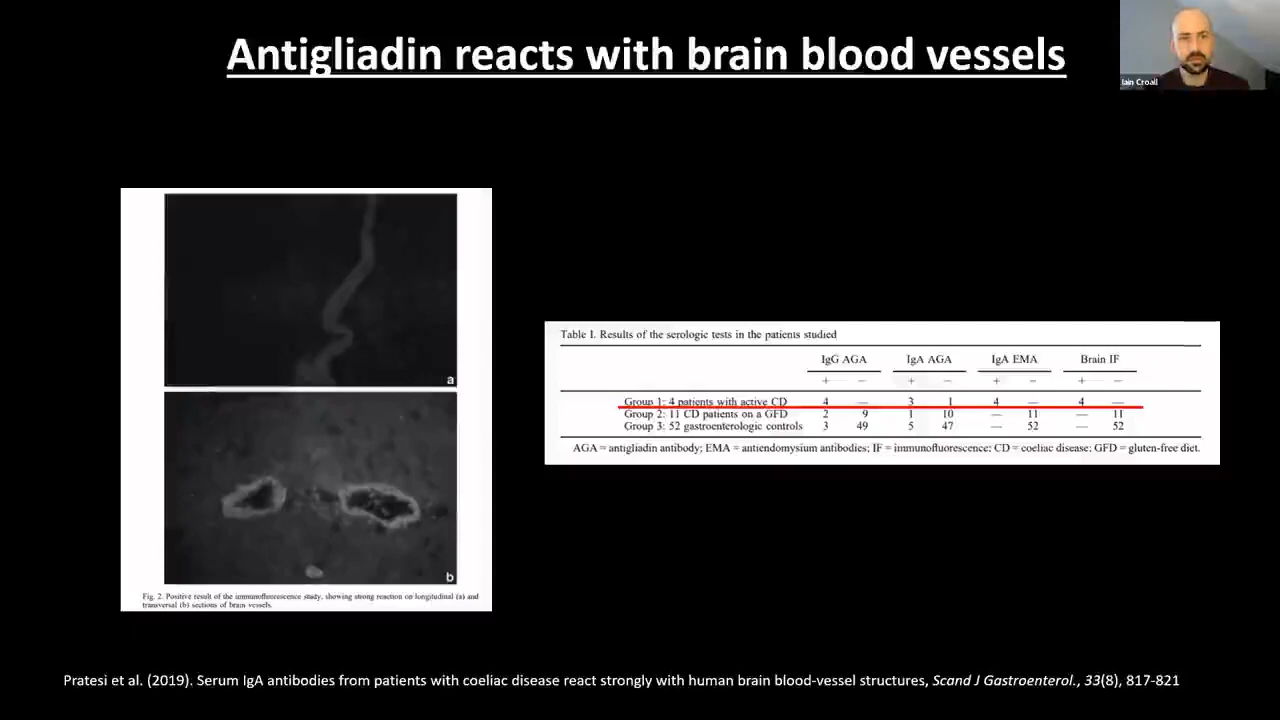 Antigliadin reacts with brain blood vessels
Iain Croall
a
b
Fig. 2. Positive result of the immunofluorescence study, showing strong reaction on longitudinal (a) and
transversal (b) sections of brain vessels.
Table I. Results of the serologic tests in the patients studied
IgG AGA IgA AGA IgA EMA Brain IF
+ − + − + − + −
Group 1: 4 patients with active CD 4 — 3 1 4 — 4 —
Group 2: 11 CD patients on a GFD 2 9 1 10 — 11 — 11
Group 3: 52 gastroenterologic controls 3 49 5 47 — 52 — 52
AGA = antigliadin antibody; EMA = antiendomysium antibodies; IF = immunofluorescence; CD = coeliac disease; GFD = gluten-free diet.
Pratesi et al. (2019). Serum IgA antibodies from patients with coeliac disease react strongly with human brain blood-vessel structures, Scand J Gastroenterol., 33(8), 817-821